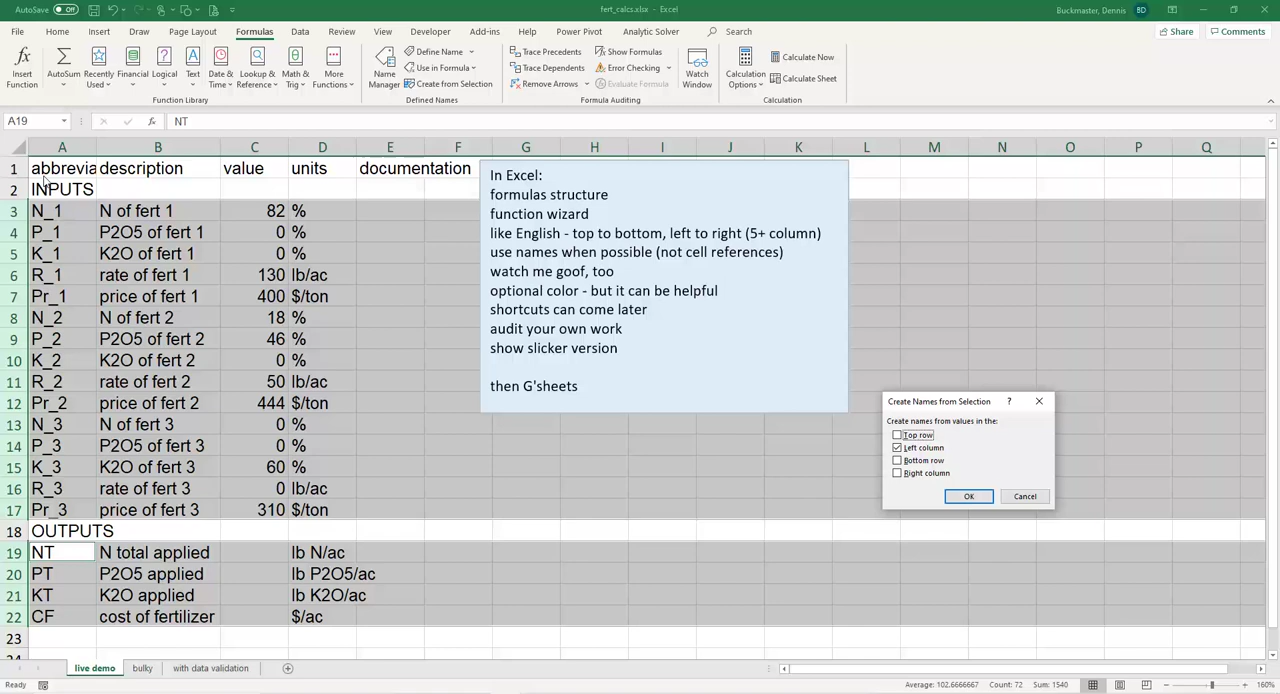 AutoSave Off fert_calcs.xlsx - Excel Buckmaster, Dennis BD
File Home Insert Draw Page Layout Formulas Data Review View Developer Add-ins Help Power Pivot Analytic Solver Search Share Comments
Insert Function
AutoSum
Recently Used
Financial
Logical
Text
Date & Time
Lookup & Reference
Math & Trig
More Functions
Function Library
Name Manager
Define Name
Use in Formula
Create from Selection
Defined Names
Trace Precedents
Trace Dependents
Remove Arrows
Show Formulas
Error Checking
Evaluate Formula
Formula Auditing
Watch Window
Calculation Options
Calculate Now
Calculate Sheet
Calculation
A19 fx NT
A B C D E F G H I J K L M N O P Q
1 abbrevia description value units documentation
2 INPUTS
3 N_1 N of fert 1 82 %
4 P_1 P2O5 of fert 1 0 %
5 K_1 K2O of fert 1 0 %
6 R_1 rate of fert 1 130 lb/ac
7 Pr_1 price of fert 1 400 $/ton
8 N_2 N of fert 2 18 %
9 P_2 P2O5 of fert 2 46 %
10 K_2 K2O of fert 2 0 %
11 R_2 rate of fert 2 50 lb/ac
12 Pr_2 price of fert 2 444 $/ton
13 N_3 N of fert 3 0 %
14 P_3 P2O5 of fert 3 0 %
15 K_3 K2O of fert 3 60 %
16 R_3 rate of fert 3 0 lb/ac
17 Pr_3 price of fert 3 310 $/ton
18 OUTPUTS
19 NT N total applied lb N/ac
20 PT P2O5 applied lb P2O5/ac
21 KT K2O applied lb K2O/ac
22 CF cost of fertilizer $/ac
23
24
In Excel:
formulas structure
function wizard
like English - top to bottom, left to right (5+ column)
use names when possible (not cell references)
watch me goof, too
optional color - but it can be helpful
shortcuts can come later
audit your own work
show slicker version
then G'sheets
Create Names from Selection ? ×
Create names from values in the:
Top row
Left column
Bottom row
Right column
OK Cancel
live demo bulky with data validation
Ready Average: 102.6666667 Count: 72 Sum: 1540 160%